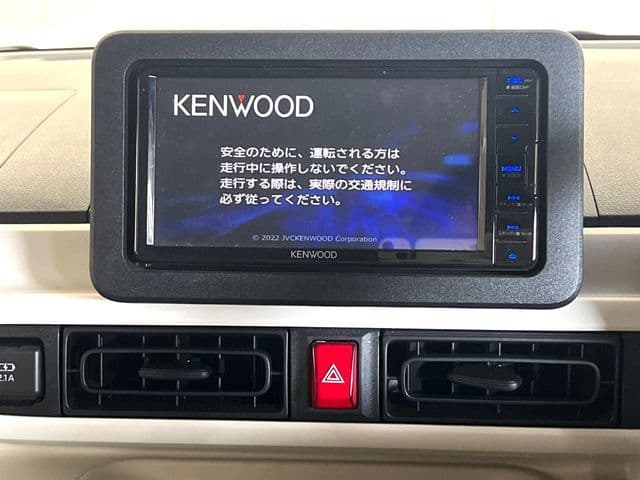 KENWOOD
安全のために、運転される方は
走行中に操作しないでください。
走行する際は、実際の交通規制に
必ず従ってください。
© 2022 JVCKENWOOD Corporation
KENWOOD
MENU
2.1A